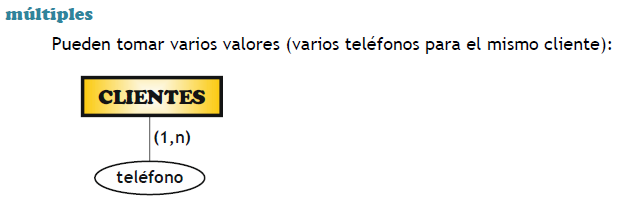 múltiples
Pueden tomar varios valores (varios teléfonos para el mismo cliente):
CLIENTES
(1,n)
teléfono